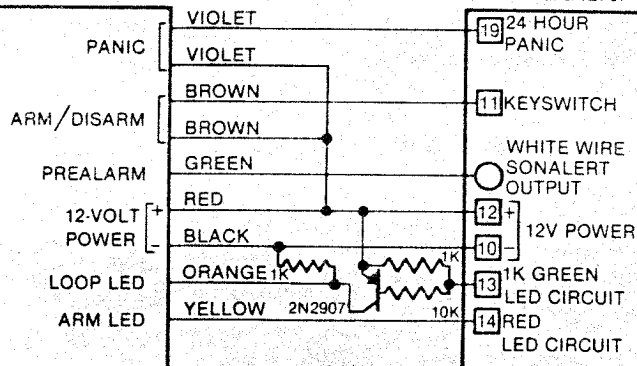 VIOLET
19
24 HOUR
PANIC
PANIC
VIOLET
BROWN
11
KEYSWITCH
ARM/DISARM
BROWN
WHITE WIRE
SONALERT
OUTPUT
PREALARM
GREEN
12-VOLT
POWER
+
RED
12
+
12V POWER
−
BLACK
10
−
1K
LOOP LED
ORANGE
1K
13
1K GREEN
LED CIRCUIT
ARM LED
YELLOW
2N2907
10K
14
RED
LED CIRCUIT